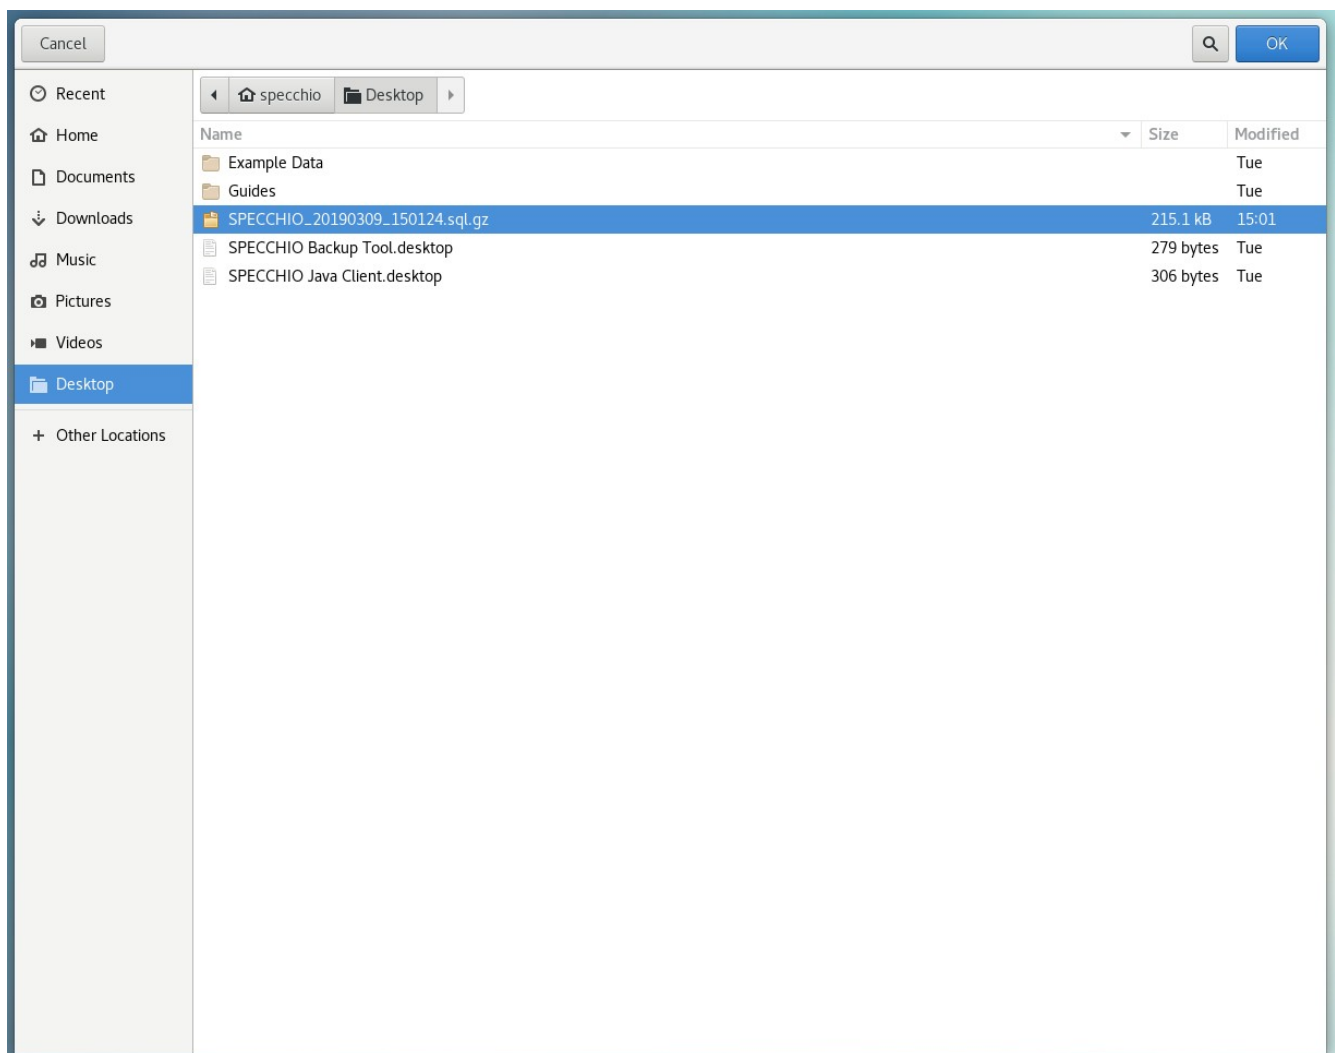 Cancel OK
Recent
Home
Documents
Downloads
Music
Pictures
Videos
Desktop
+ Other Locations
specchio Desktop
Name Size Modified
Example Data Tue
Guides Tue
SPECCHIO_20190309_150124.sql.gz 215.1 kB 15:01
SPECCHIO Backup Tool.desktop 279 bytes Tue
SPECCHIO Java Client.desktop 306 bytes Tue